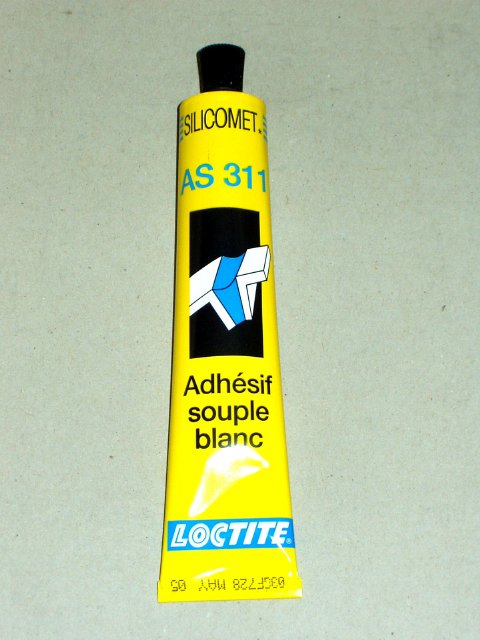 SILICOMET
AS 311
Adhésif
souple
blanc
LOCTITE®
03GF728 MAY 05